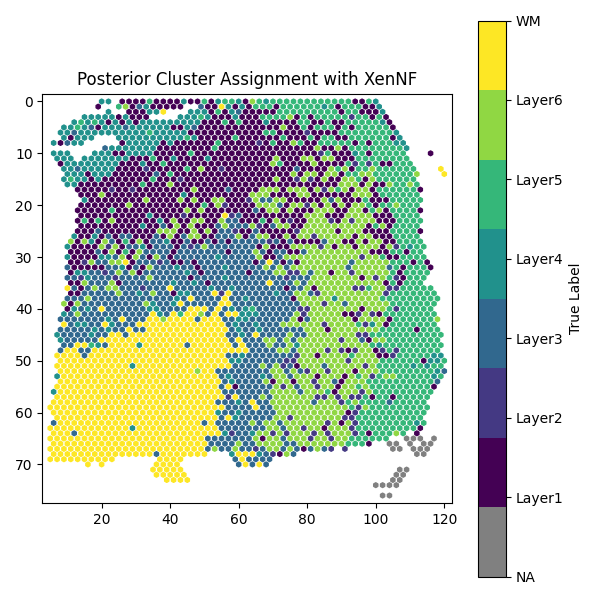 Posterior Cluster Assignment with XenNF
0
10
20
30
40
50
60
70
20
40
60
80
100
120
WM
Layer6
Layer5
Layer4
Layer3
Layer2
Layer1
NA
True Label